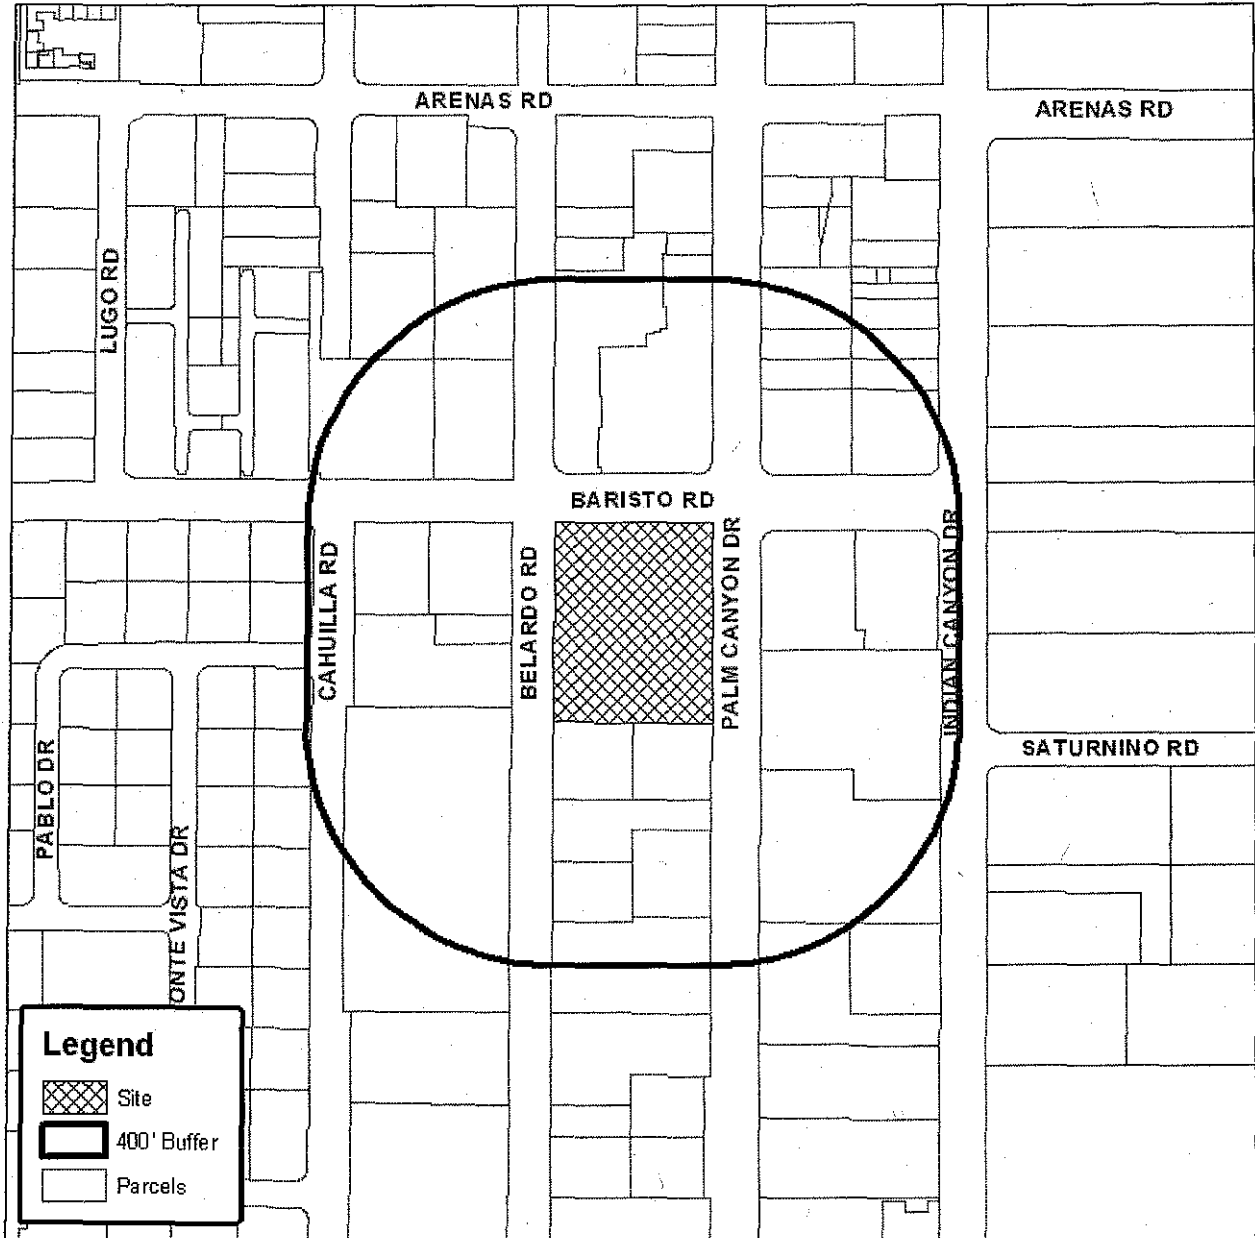 ARENAS RD
ARENAS RD
LUGO RD
BARISTO RD
CAHUILLA RD
BELARDO RD
PALM CANYON DR
INDIAN CANYON DR
SATURNINO RD
PABLO DR
ONTE VISTA DR
Legend
Site
400' Buffer
Parcels